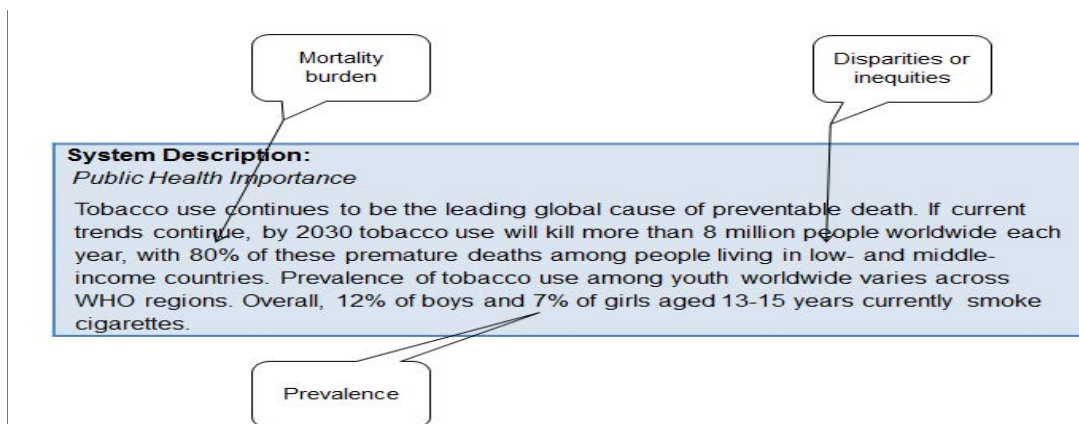 Mortality
burden
Disparities or
inequities
System Description:
Public Health Importance
Tobacco use continues to be the leading global cause of preventable death. If current
trends continue, by 2030 tobacco use will kill more than 8 million people worldwide each
year, with 80% of these premature deaths among people living in low- and middle-
income countries. Prevalence of tobacco use among youth worldwide varies across
WHO regions. Overall, 12% of boys and 7% of girls aged 13-15 years currently smoke
cigarettes.
Prevalence